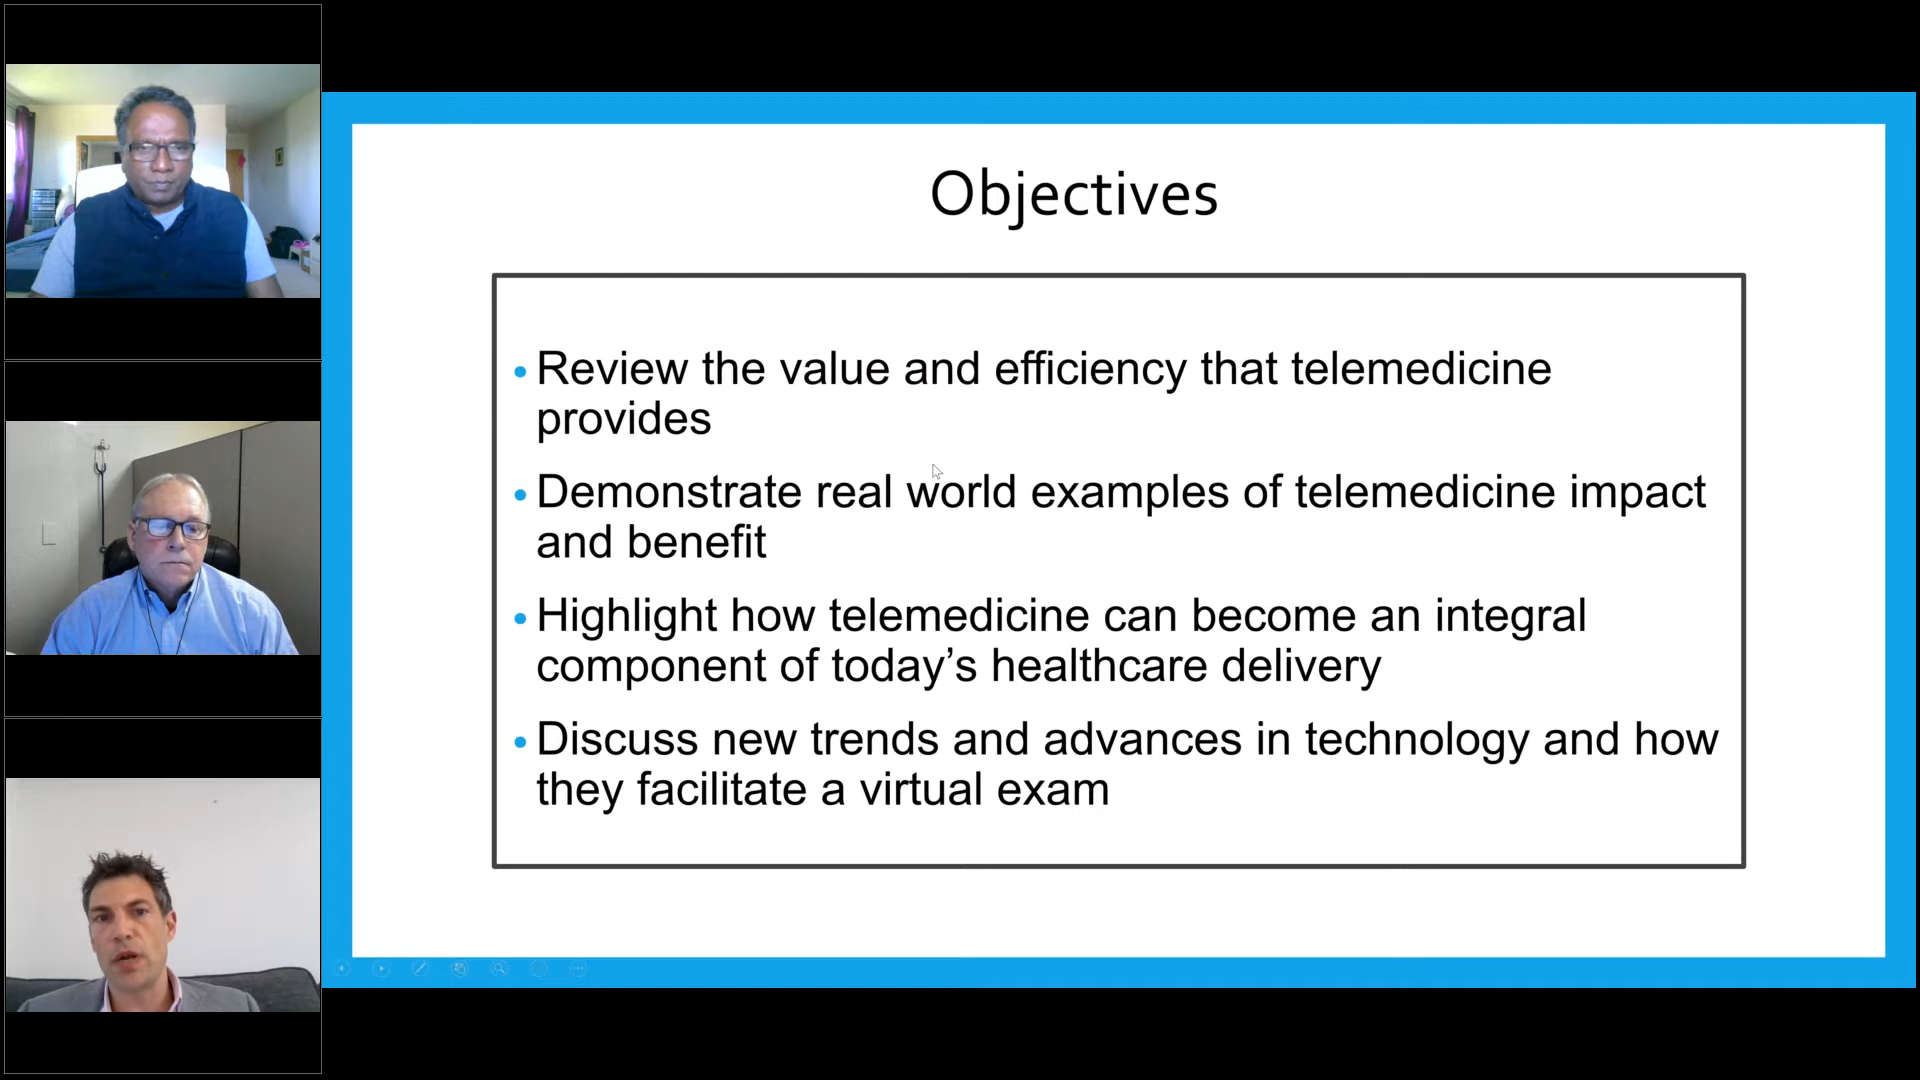 Objectives
• Review the value and efficiency that telemedicine
provides
• Demonstrate real world examples of telemedicine impact
and benefit
• Highlight how telemedicine can become an integral
component of today’s healthcare delivery
• Discuss new trends and advances in technology and how
they facilitate a virtual exam